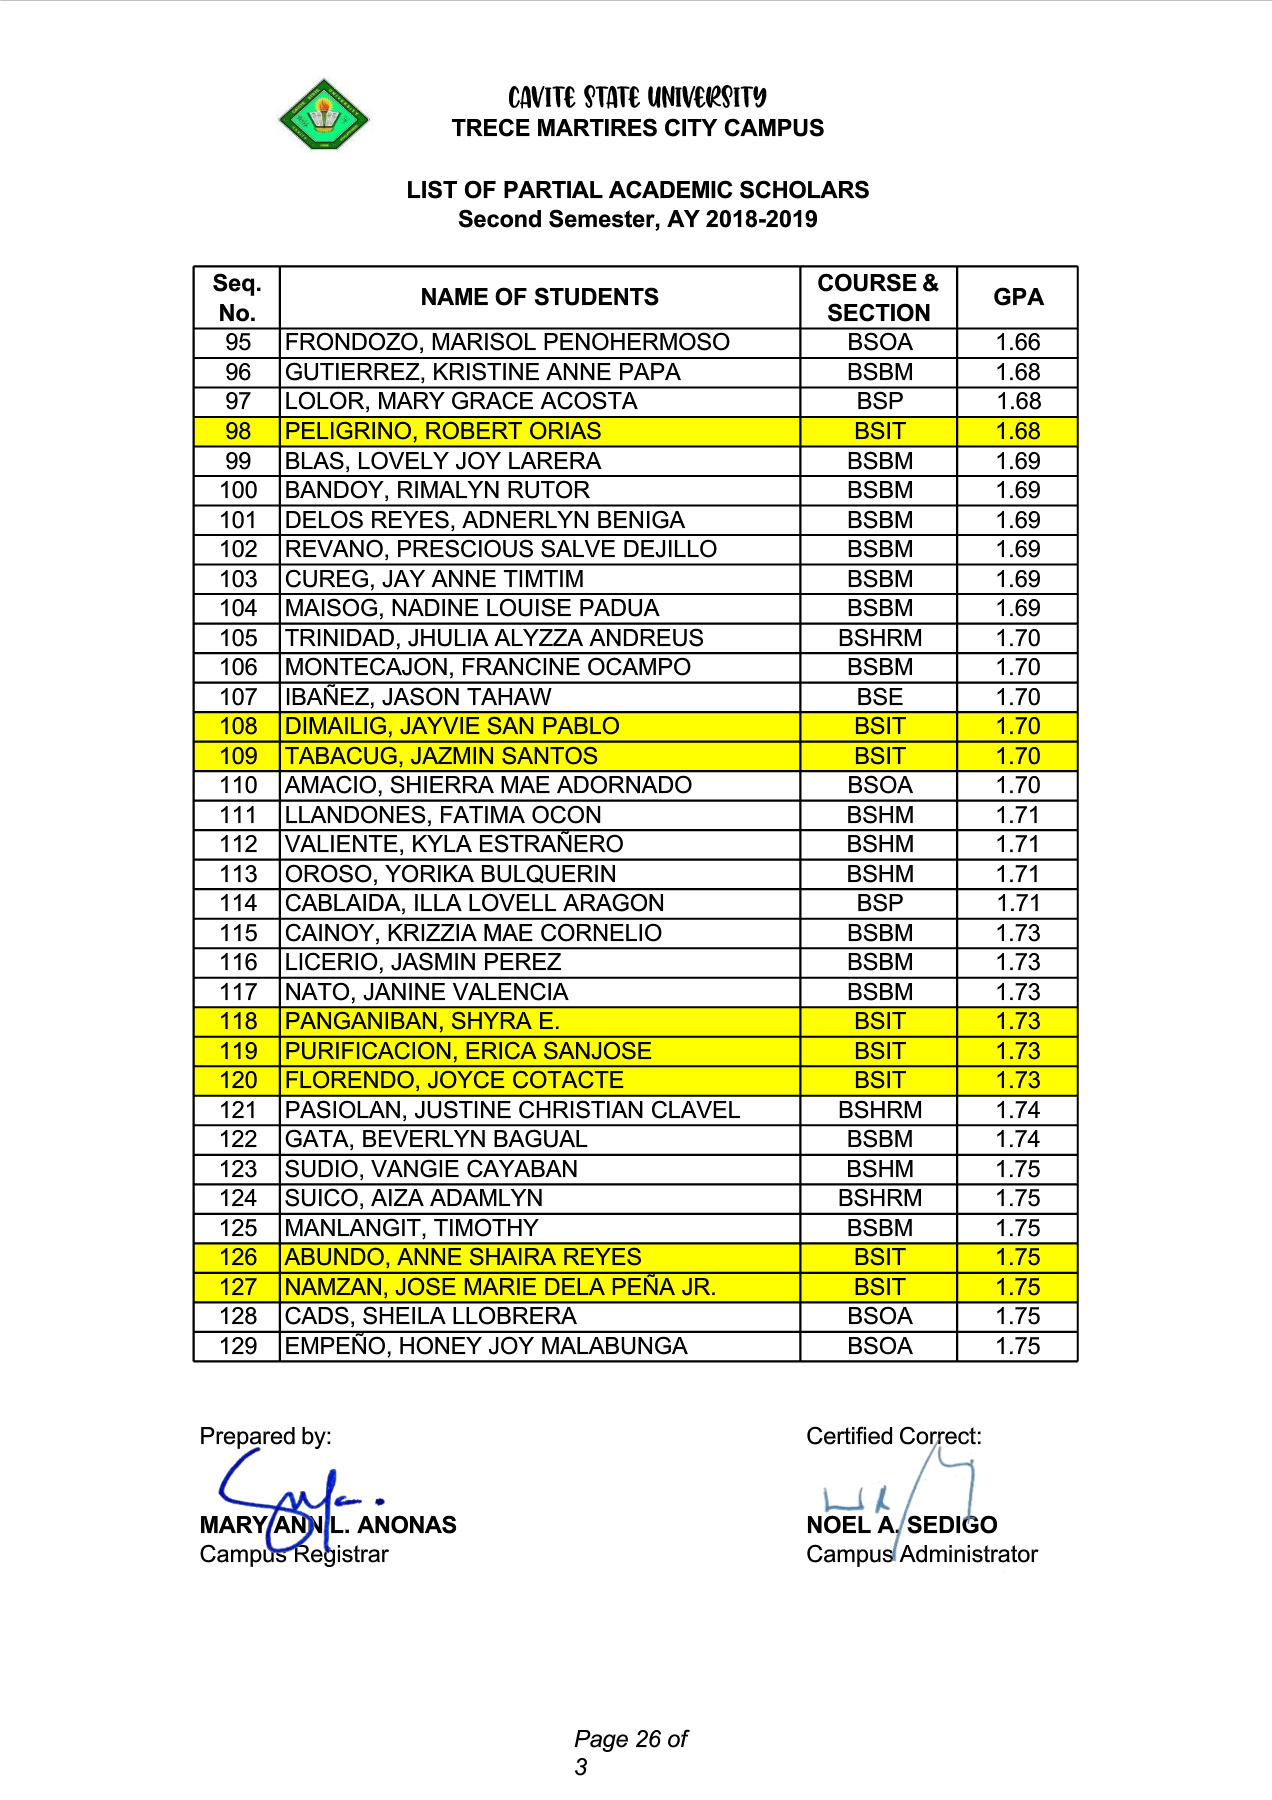 CAVITE STATE UNIVERSITY
TRECE MARTIRES CITY CAMPUS
LIST OF PARTIAL ACADEMIC SCHOLARS
Second Semester, AY 2018-2019
Seq. No. NAME OF STUDENTS COURSE & SECTION GPA
95 FRONDOZO, MARISOL PENOHERMOSO BSOA 1.66
96 GUTIERREZ, KRISTINE ANNE PAPA BSBM 1.68
97 LOLOR, MARY GRACE ACOSTA BSP 1.68
98 PELIGRINO, ROBERT ORIAS BSIT 1.68
99 BLAS, LOVELY JOY LARERA BSBM 1.69
100 BANDOY, RIMALYN RUTOR BSBM 1.69
101 DELOS REYES, ADNERLYN BENIGA BSBM 1.69
102 REVANO, PRESCIOUS SALVE DEJILLO BSBM 1.69
103 CUREG, JAY ANNE TIMTIM BSBM 1.69
104 MAISOG, NADINE LOUISE PADUA BSBM 1.69
105 TRINIDAD, JHULIA ALYZZA ANDREUS BSHRM 1.70
106 MONTECAJON, FRANCINE OCAMPO BSBM 1.70
107 IBAÑEZ, JASON TAHAW BSE 1.70
108 DIMAILIG, JAYVIE SAN PABLO BSIT 1.70
109 TABACUG, JAZMIN SANTOS BSIT 1.70
110 AMACIO, SHIERRA MAE ADORNADO BSOA 1.70
111 LLANDONES, FATIMA OCON BSHM 1.71
112 VALIENTE, KYLA ESTRAÑERO BSHM 1.71
113 OROSO, YORIKA BULQUERIN BSHM 1.71
114 CABLAIDA, ILLA LOVELL ARAGON BSP 1.71
115 CAINOY, KRIZZIA MAE CORNELIO BSBM 1.73
116 LICERIO, JASMIN PEREZ BSBM 1.73
117 NATO, JANINE VALENCIA BSBM 1.73
118 PANGANIBAN, SHYRA E. BSIT 1.73
119 PURIFICACION, ERICA SANJOSE BSIT 1.73
120 FLORENDO, JOYCE COTACTE BSIT 1.73
121 PASIOLAN, JUSTINE CHRISTIAN CLAVEL BSHRM 1.74
122 GATA, BEVERLYN BAGUAL BSBM 1.74
123 SUDIO, VANGIE CAYABAN BSHM 1.75
124 SUICO, AIZA ADAMLYN BSHRM 1.75
125 MANLANGIT, TIMOTHY BSBM 1.75
126 ABUNDO, ANNE SHAIRA REYES BSIT 1.75
127 NAMZAN, JOSE MARIE DELA PEÑA JR. BSIT 1.75
128 CADS, SHEILA LLOBRERA BSOA 1.75
129 EMPEÑO, HONEY JOY MALABUNGA BSOA 1.75
Prepared by: Certified Correct:
MARY ANN L. ANONAS NOEL A. SEDIGO
Campus Registrar Campus Administrator
Page 26 of
3